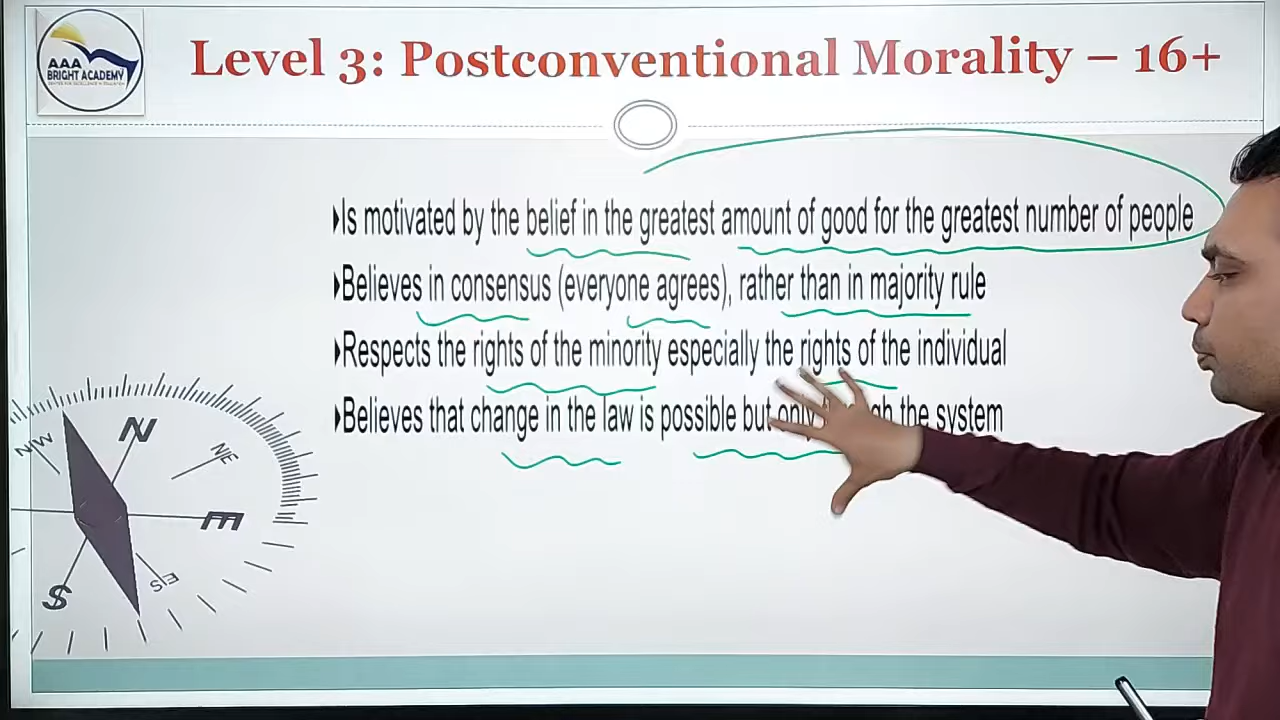 AAA
BRIGHT ACADEMY
Level 3: Postconventional Morality – 16+
Is motivated by the belief in the greatest amount of good for the greatest number of people
Believes in consensus (everyone agrees), rather than in majority rule
Respects the rights of the minority especially the rights of the individual
Believes that change in the law is possible but only the system
N
NW
NE
E
SE
S